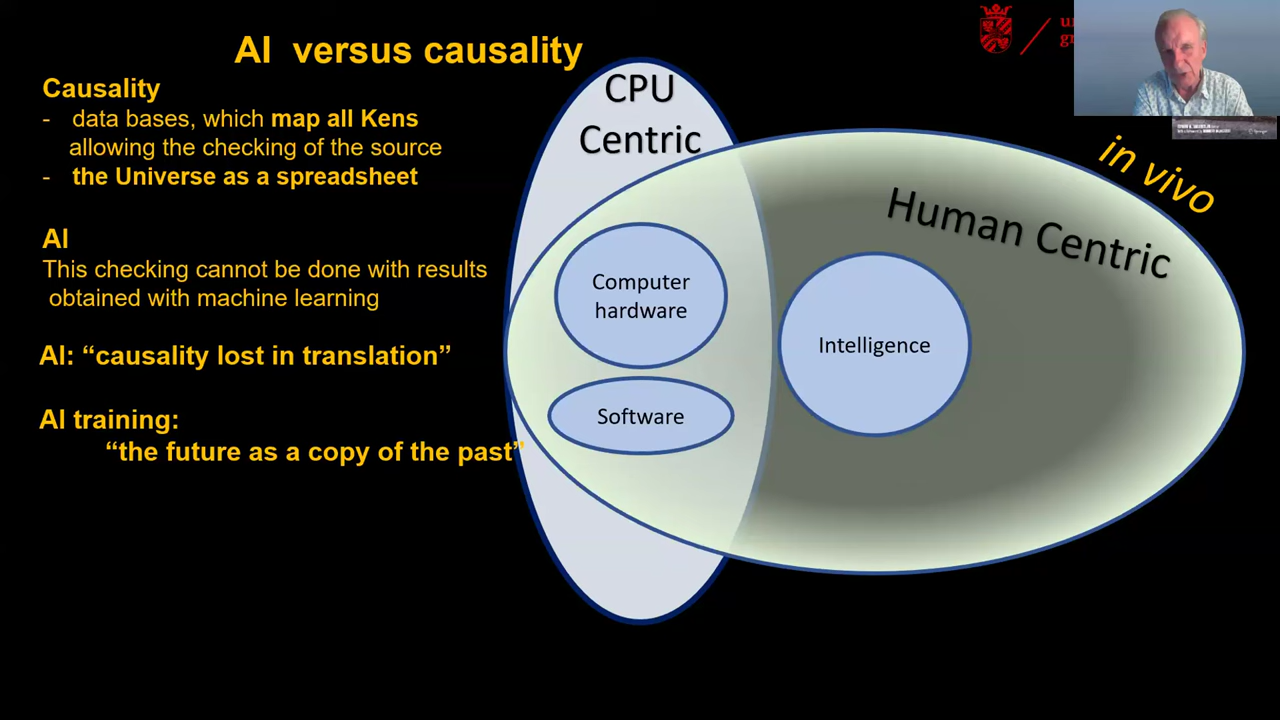 AI versus causality
Causality
- data bases, which map all Kens
allowing the checking of the source
- the Universe as a spreadsheet
AI
This checking cannot be done with results
obtained with machine learning
AI: “causality lost in translation”
AI training:
“the future as a copy of the past”
CPU
Centric
Human Centric
in vivo
Computer
hardware
Software
Intelligence